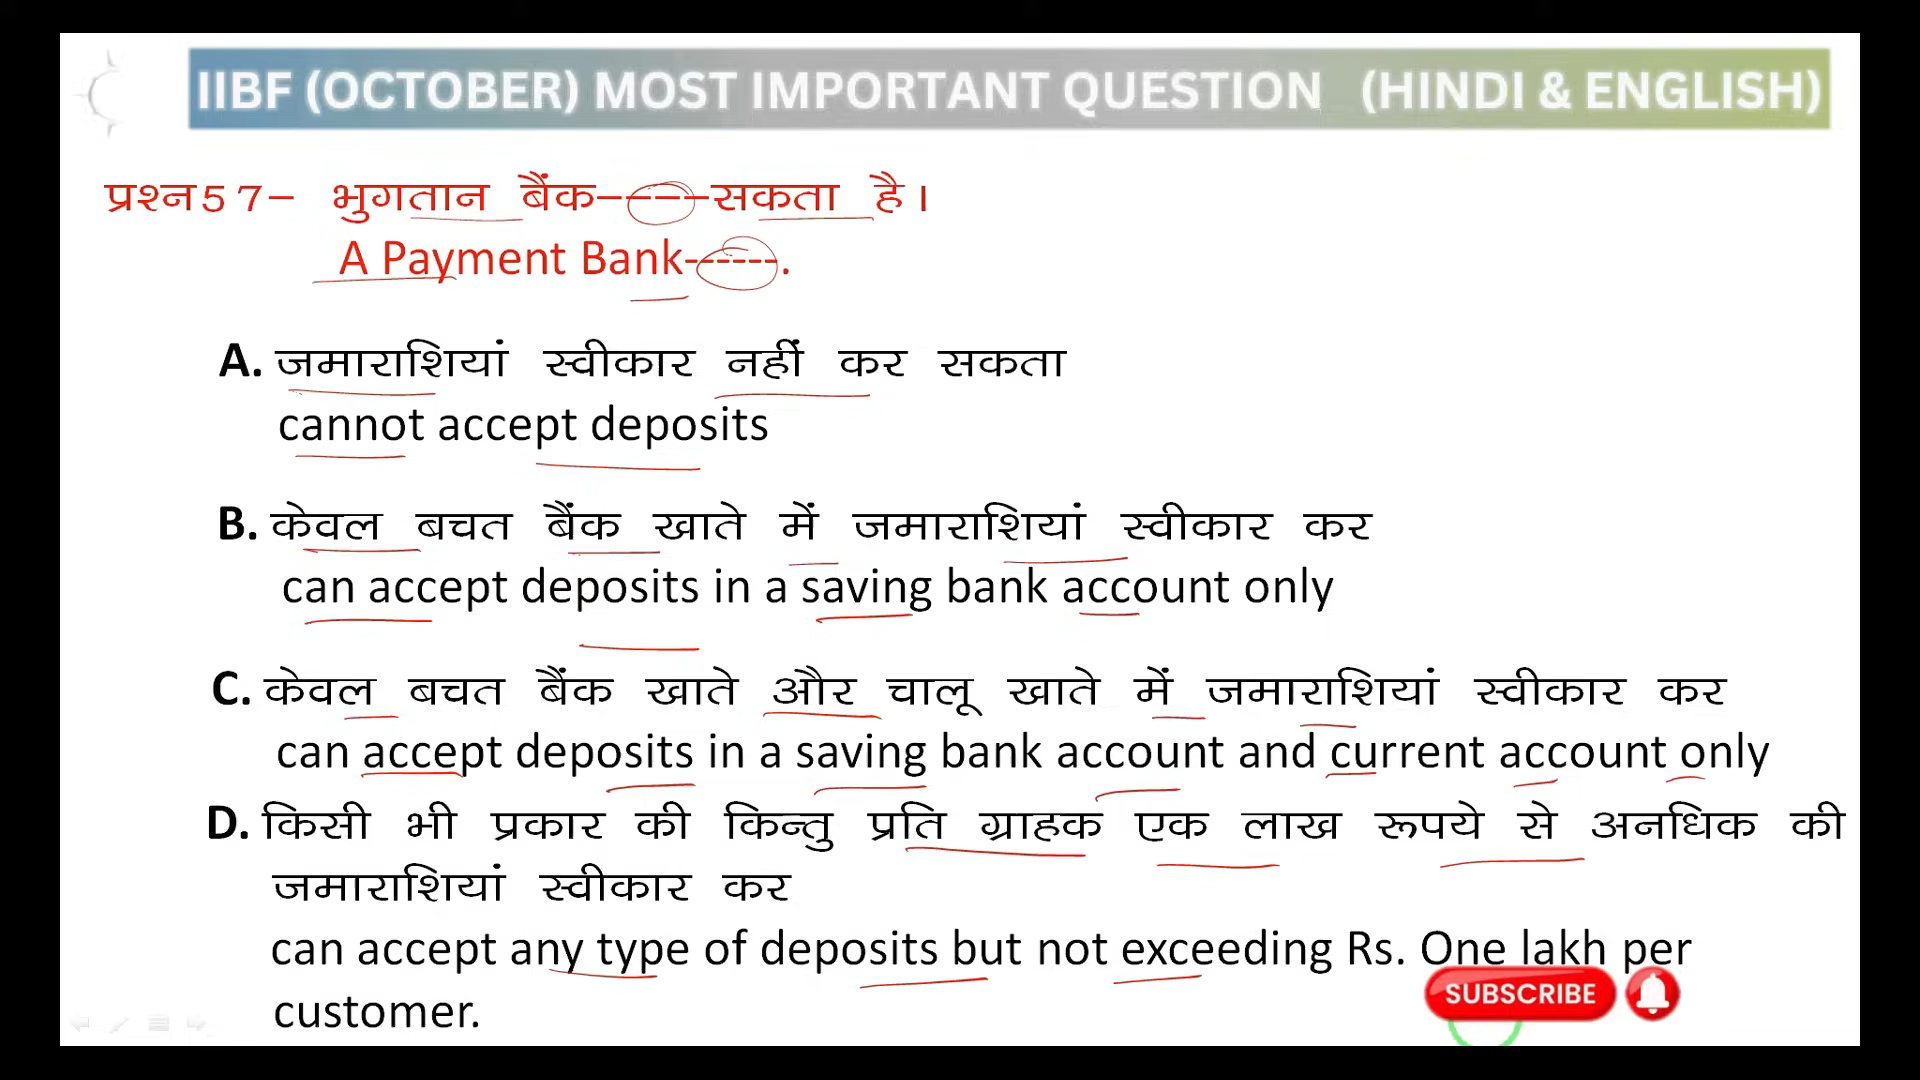 IIBF (OCTOBER) MOST IMPORTANT QUESTION (HINDI & ENGLISH)
प्रश्न57– भुगतान बैंक-----सकता है।
A Payment Bank------.
A. जमाराशियां स्वीकार नहीं कर सकता
cannot accept deposits
B. केवल बचत बैंक खाते में जमाराशियां स्वीकार कर
can accept deposits in a saving bank account only
C. केवल बचत बैंक खाते और चालू खाते में जमाराशियां स्वीकार कर
can accept deposits in a saving bank account and current account only
D. किसी भी प्रकार की किन्तु प्रति ग्राहक एक लाख रूपये से अनधिक की
जमाराशियां स्वीकार कर
can accept any type of deposits but not exceeding Rs. One lakh per
customer.
SUBSCRIBE